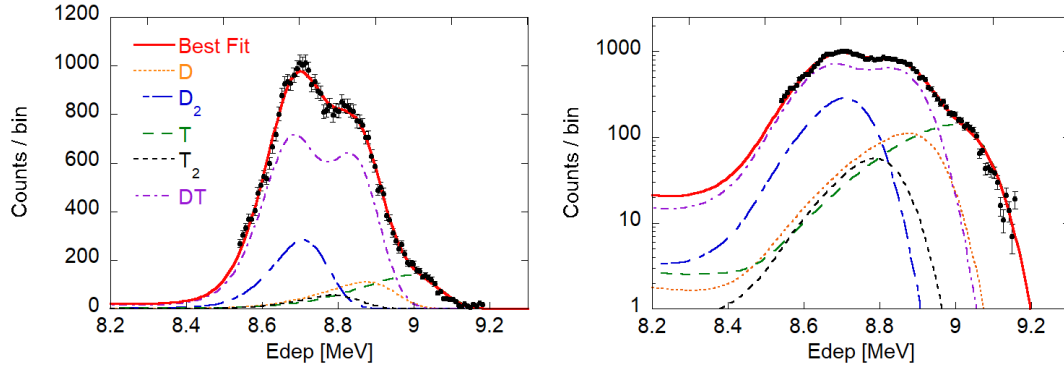 1200
1000
800
600
400
200
0
Counts / bin
Best Fit
D
D2
T
T2
DT
8.2 8.4 8.6 8.8 9 9.2
Edep [MeV]
1000
100
10
1
Counts / bin
8.2 8.4 8.6 8.8 9 9.2
Edep [MeV]